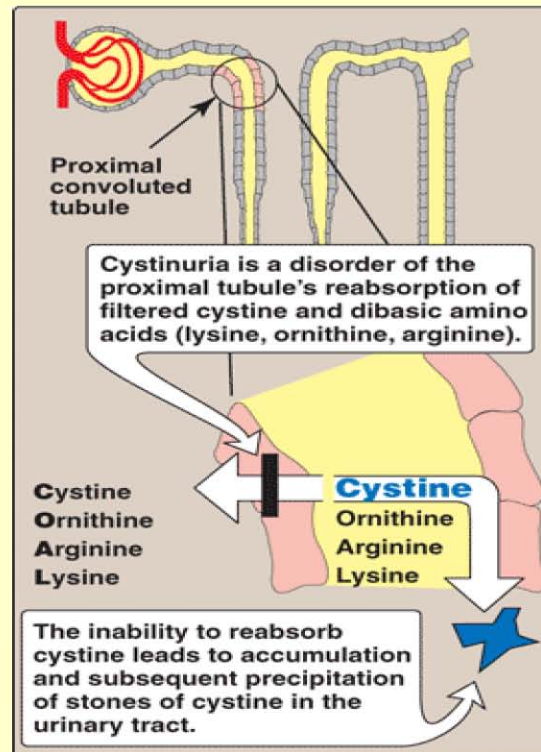 Proximal
convoluted
tubule
Cystinuria is a disorder of the
proximal tubule's reabsorption of
filtered cystine and dibasic amino
acids (lysine, ornithine, arginine).
Cystine
Ornithine
Arginine
Lysine
Cystine
Ornithine
Arginine
Lysine
The inability to reabsorb
cystine leads to accumulation
and subsequent precipitation
of stones of cystine in the
urinary tract.